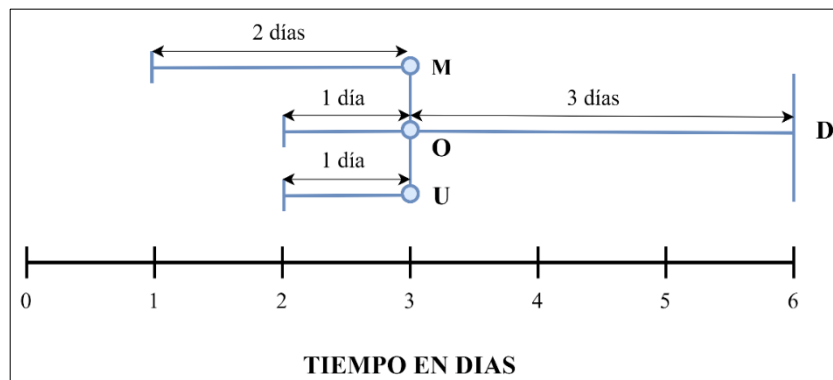 2 días
M
1 día
3 días
O
D
1 día
U
0 1 2 3 4 5 6
TIEMPO EN DIAS